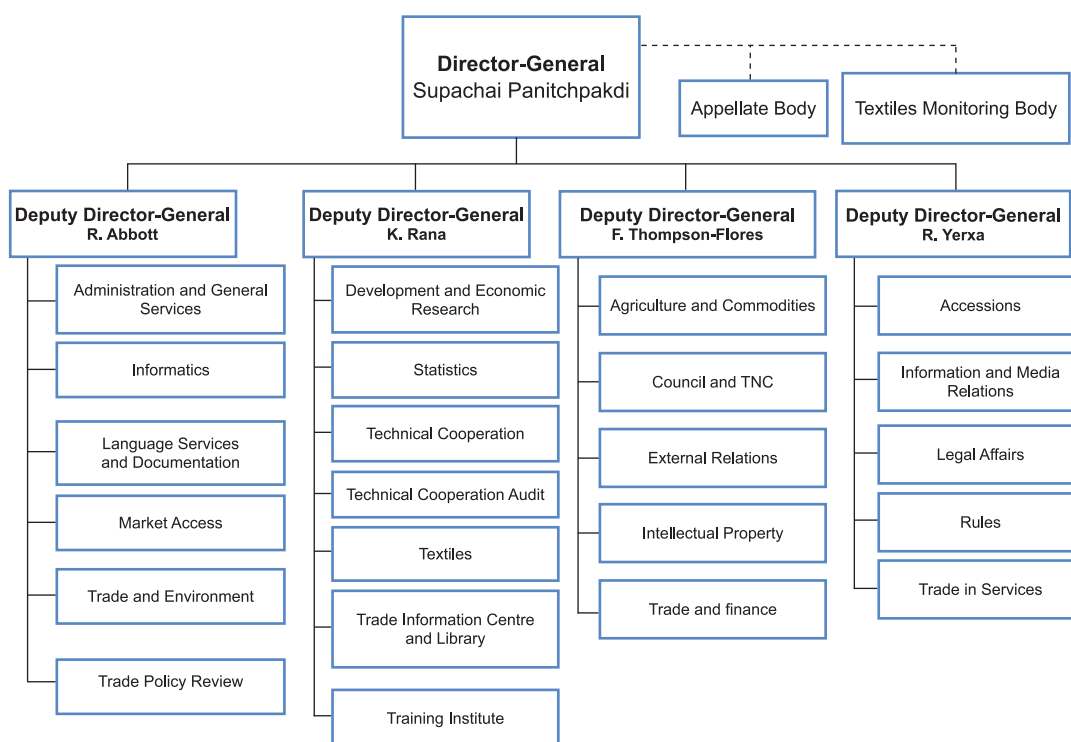 Director-General
Supachai Panitchpakdi
Appellate Body
Textiles Monitoring Body
Deputy Director-General
R. Abbott
Administration and General
Services
Informatics
Language Services
and Documentation
Market Access
Trade and Environment
Trade Policy Review
Deputy Director-General
K. Rana
Development and Economic
Research
Statistics
Technical Cooperation
Technical Cooperation Audit
Textiles
Trade Information Centre
and Library
Training Institute
Deputy Director-General
F. Thompson-Flores
Agriculture and Commodities
Council and TNC
External Relations
Intellectual Property
Trade and finance
Deputy Director-General
R. Yerxa
Accessions
Information and Media
Relations
Legal Affairs
Rules
Trade in Services